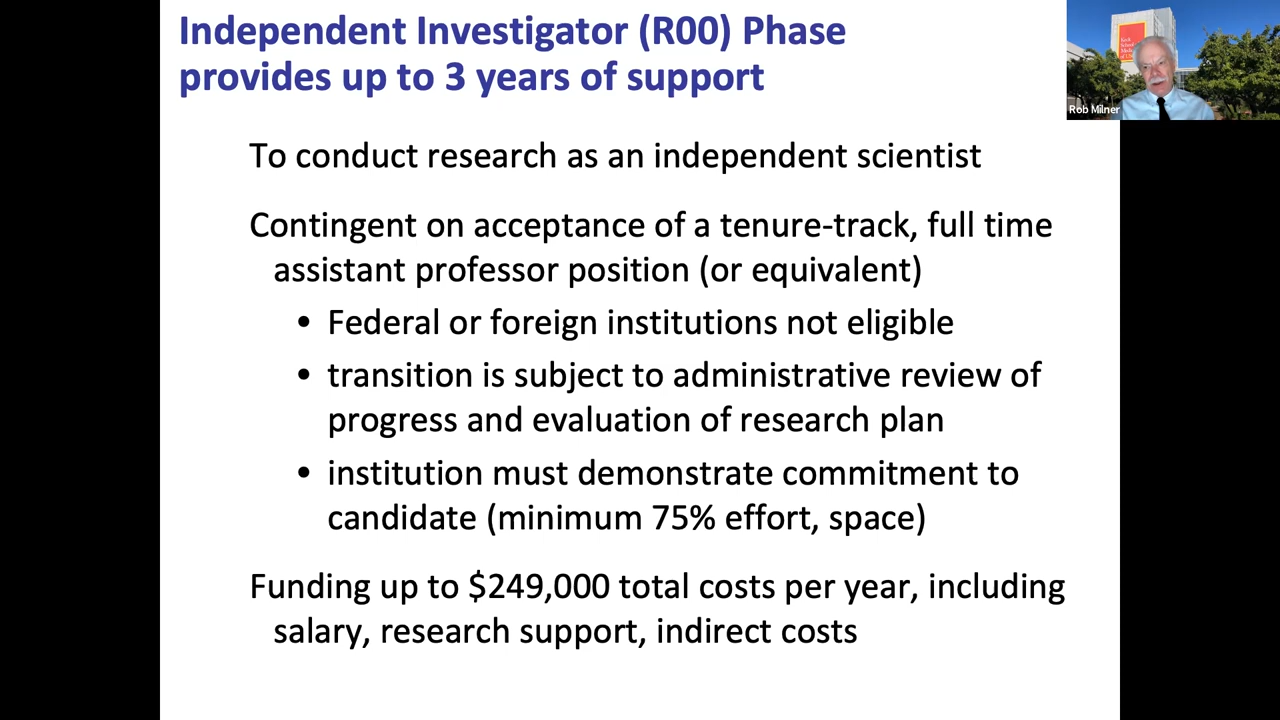 Independent Investigator (R00) Phase
provides up to 3 years of support
To conduct research as an independent scientist
Contingent on acceptance of a tenure-track, full time
assistant professor position (or equivalent)
• Federal or foreign institutions not eligible
• transition is subject to administrative review of
progress and evaluation of research plan
• institution must demonstrate commitment to
candidate (minimum 75% effort, space)
Funding up to $249,000 total costs per year, including
salary, research support, indirect costs
Keck
School
Rob Milner